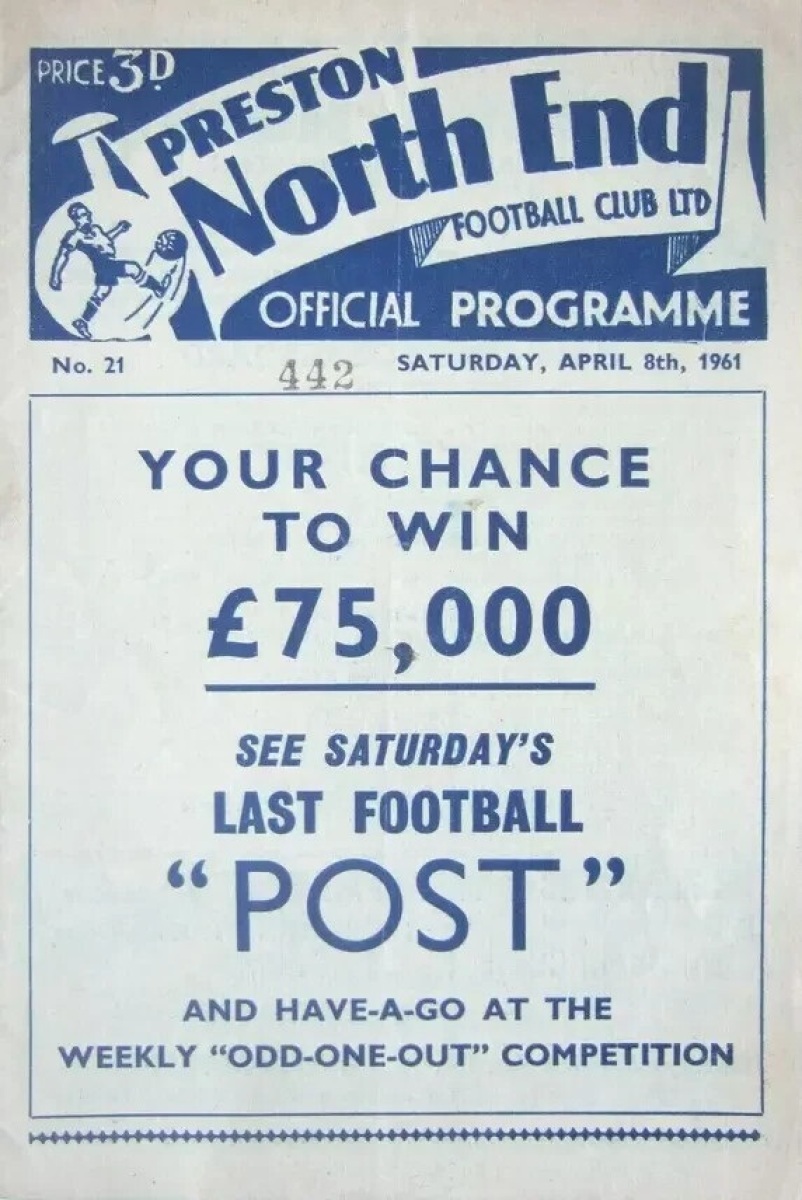 PRICE 3D
PRESTON
North End
FOOTBALL CLUB LTD
OFFICIAL PROGRAMME
No. 21
442
SATURDAY, APRIL 8th, 1961
YOUR CHANCE
TO WIN
£75,000
SEE SATURDAY'S
LAST FOOTBALL
“POST”
AND HAVE-A-GO AT THE
WEEKLY “ODD-ONE-OUT” COMPETITION